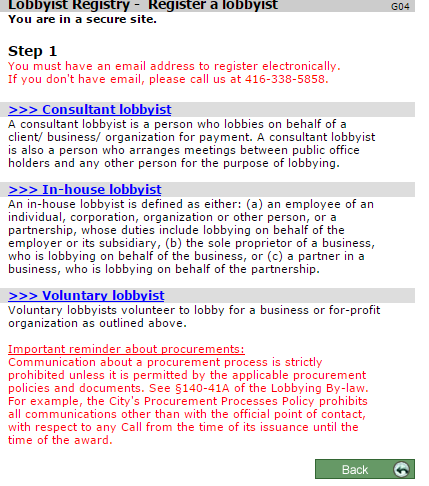 Lobbyist Registry - Register a lobbyist
G04
You are in a secure site.
Step 1
You must have an email address to register electronically.
If you don't have email, please call us at 416-338-5858.
>>> Consultant lobbyist
A consultant lobbyist is a person who lobbies on behalf of a
client/ business/ organization for payment. A consultant lobbyist
is also a person who arranges meetings between public office
holders and any other person for the purpose of lobbying.
>>> In-house lobbyist
An in-house lobbyist is defined as either: (a) an employee of an
individual, corporation, organization or other person, or a
partnership, whose duties include lobbying on behalf of the
employer or its subsidiary, (b) the sole proprietor of a business,
who is lobbying on behalf of the business, or (c) a partner in a
business, who is lobbying on behalf of the partnership.
>>> Voluntary lobbyist
Voluntary lobbyists volunteer to lobby for a business or for-profit
organization as outlined above.
Important reminder about procurements:
Communication about a procurement process is strictly
prohibited unless it is permitted by the applicable procurement
policies and documents. See §140-41A of the Lobbying By-law.
For example, the City's Procurement Processes Policy prohibits
all communications other than with the official point of contact,
with respect to any Call from the time of its issuance until the
time of the award.
Back